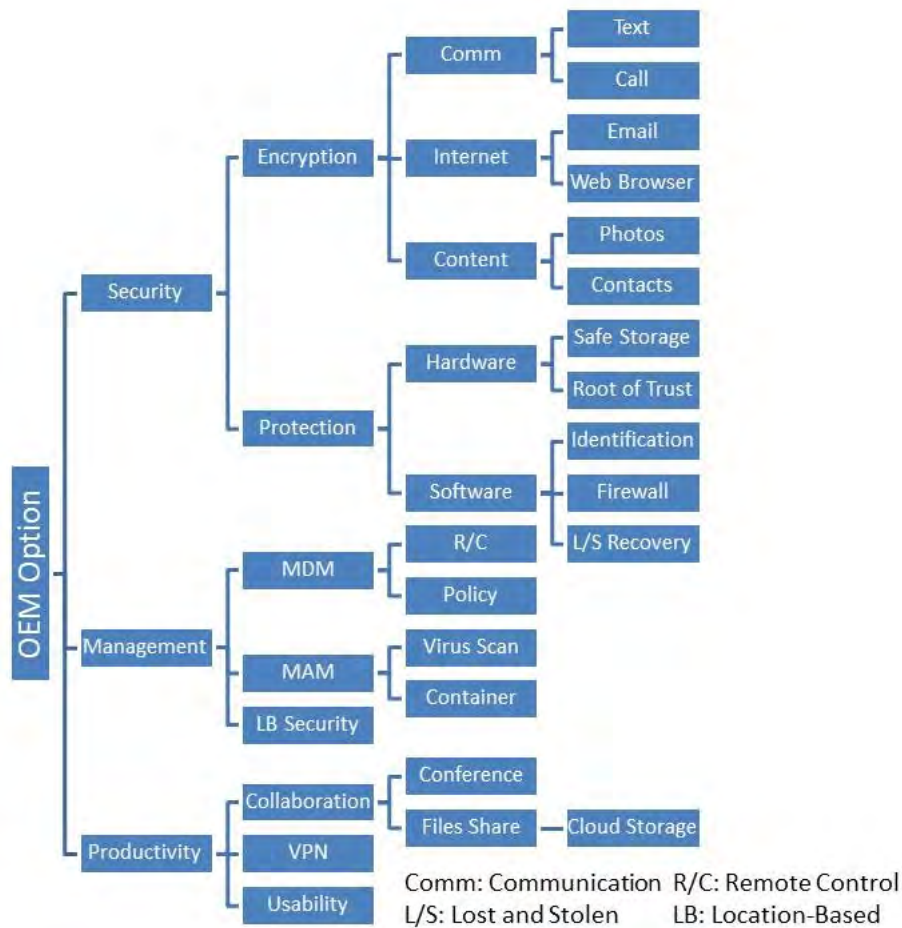 OEM Option
Security
Encryption
Comm
Text
Call
Internet
Email
Web Browser
Content
Photos
Contacts
Protection
Hardware
Safe Storage
Root of Trust
Software
Identification
Firewall
L/S Recovery
Management
MDM
R/C
Policy
MAM
Virus Scan
Container
LB Security
Productivity
Collaboration
Conference
Files Share
Cloud Storage
VPN
Usability
Comm: Communication R/C: Remote Control
L/S: Lost and Stolen LB: Location-Based